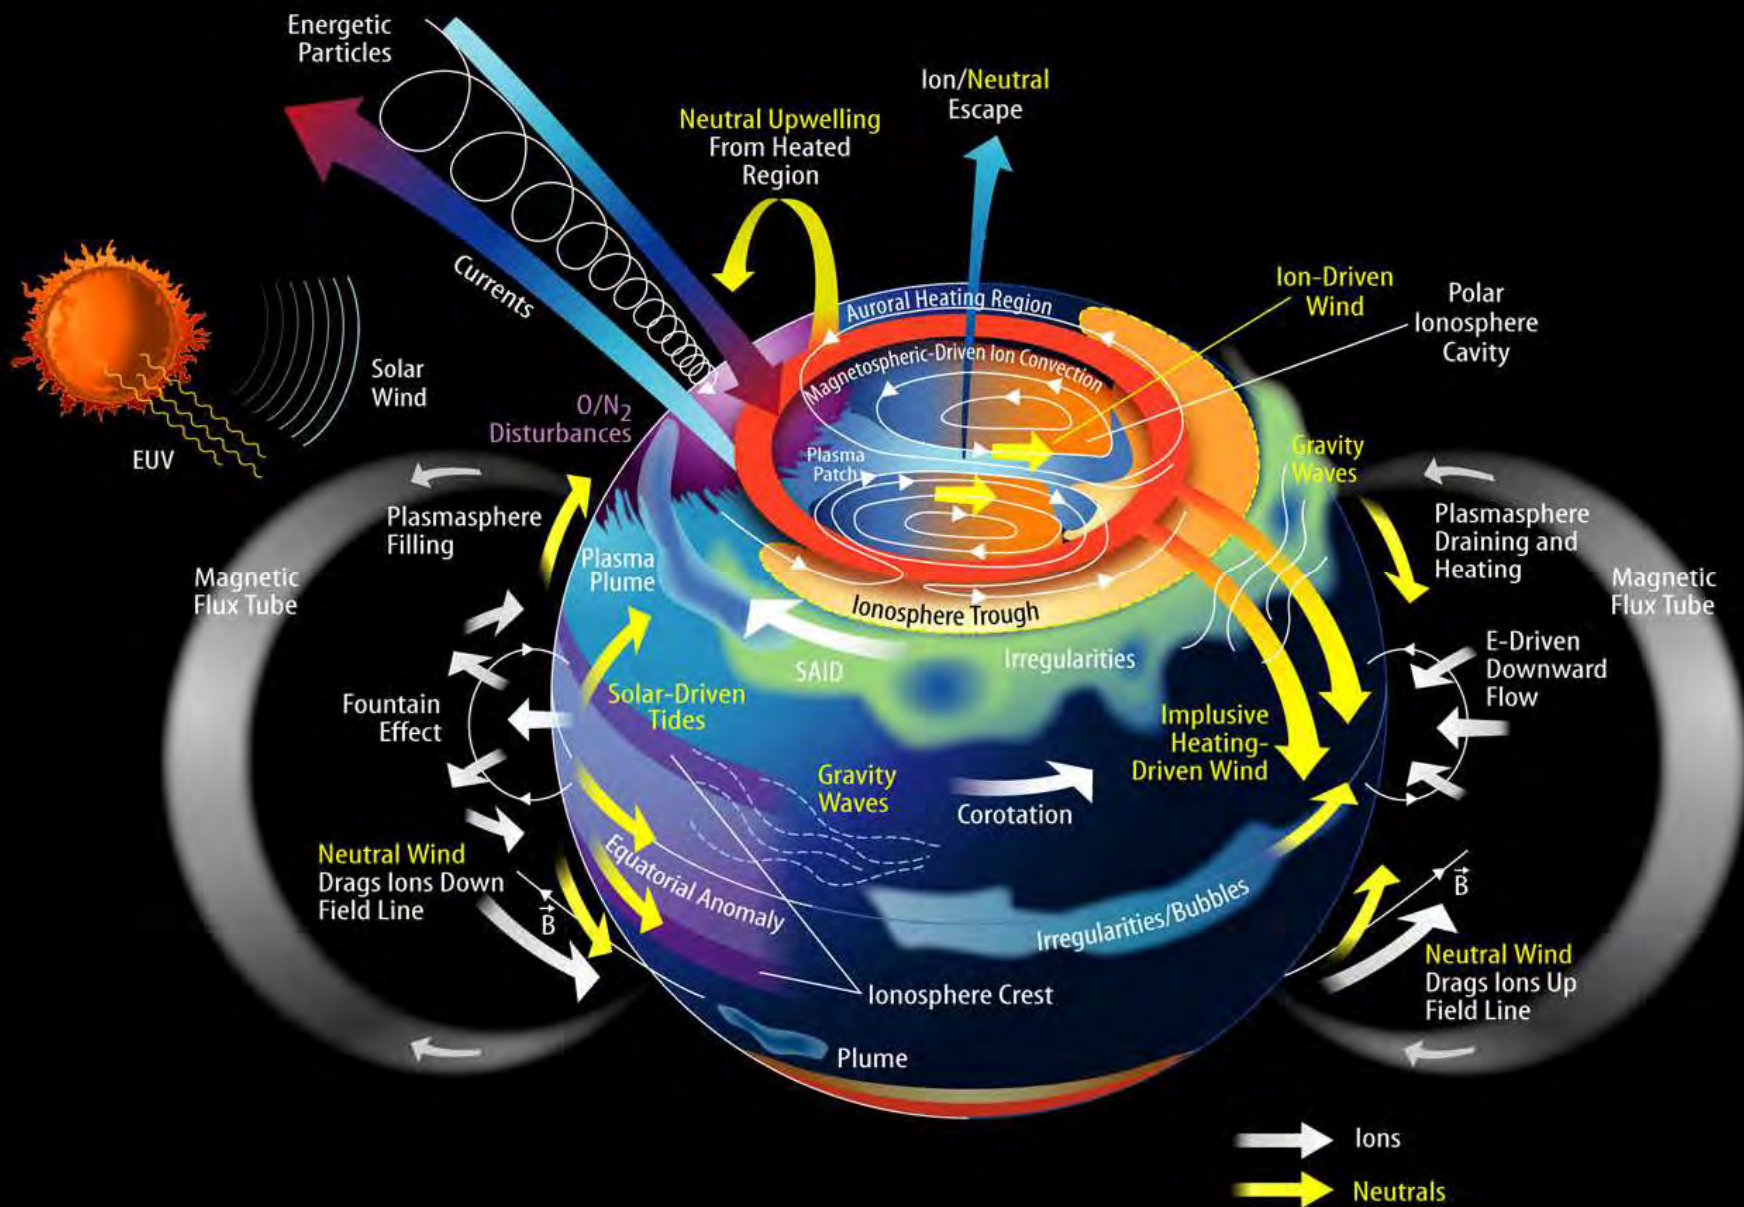 Energetic
Particles
Ion/Neutral
Escape
Neutral Upwelling
From Heated
Region
Currents
Solar
Wind
EUV
Auroral Heating Region
Magnetospheric-Driven Ion Convection
Ion-Driven
Wind
Polar
Ionosphere
Cavity
O/N2
Disturbances
Plasma
Patch
Gravity
Waves
Plasmasphere
Filling
Plasmasphere
Draining and
Heating
Magnetic
Flux Tube
Plasma
Plume
Ionosphere Trough
Magnetic
Flux Tube
SAID
Irregularities
E-Driven
Downward
Flow
Fountain
Effect
Solar-Driven
Tides
Implusive
Heating-
Driven Wind
Gravity
Waves
Corotation
Neutral Wind
Drags Ions Down
Field Line
B
Equatorial Anomaly
Irregularities/Bubbles
B
Neutral Wind
Drags Ions Up
Field Line
Ionosphere Crest
Plume
Ions
Neutrals